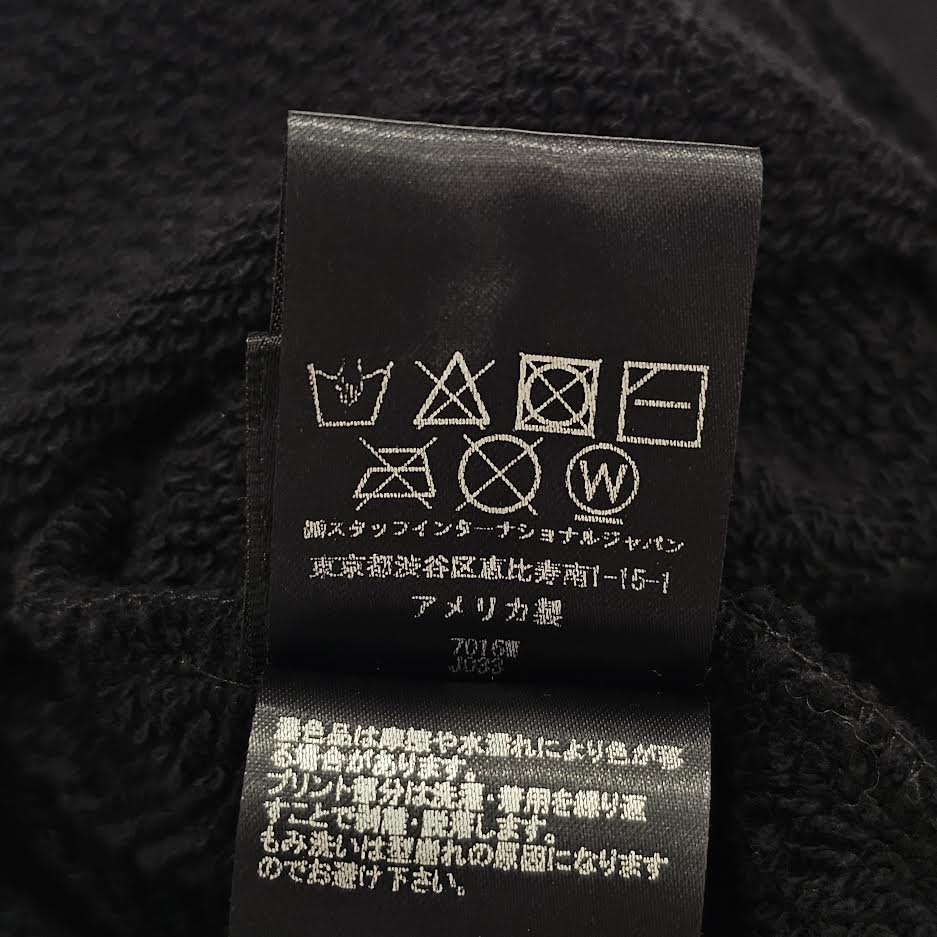 W
㈱スタッフインターナショナルジャパン
東京都渋谷区恵比寿南1-15-1
アメリカ製
7016W
J033
濃色品は摩擦や水濡れにより色が移
る場合があります。
プリント部分は洗濯・着用を繰り返
すことで剥離・脱落します。
もみ洗いは型崩れの原因になります
のでお避け下さい。